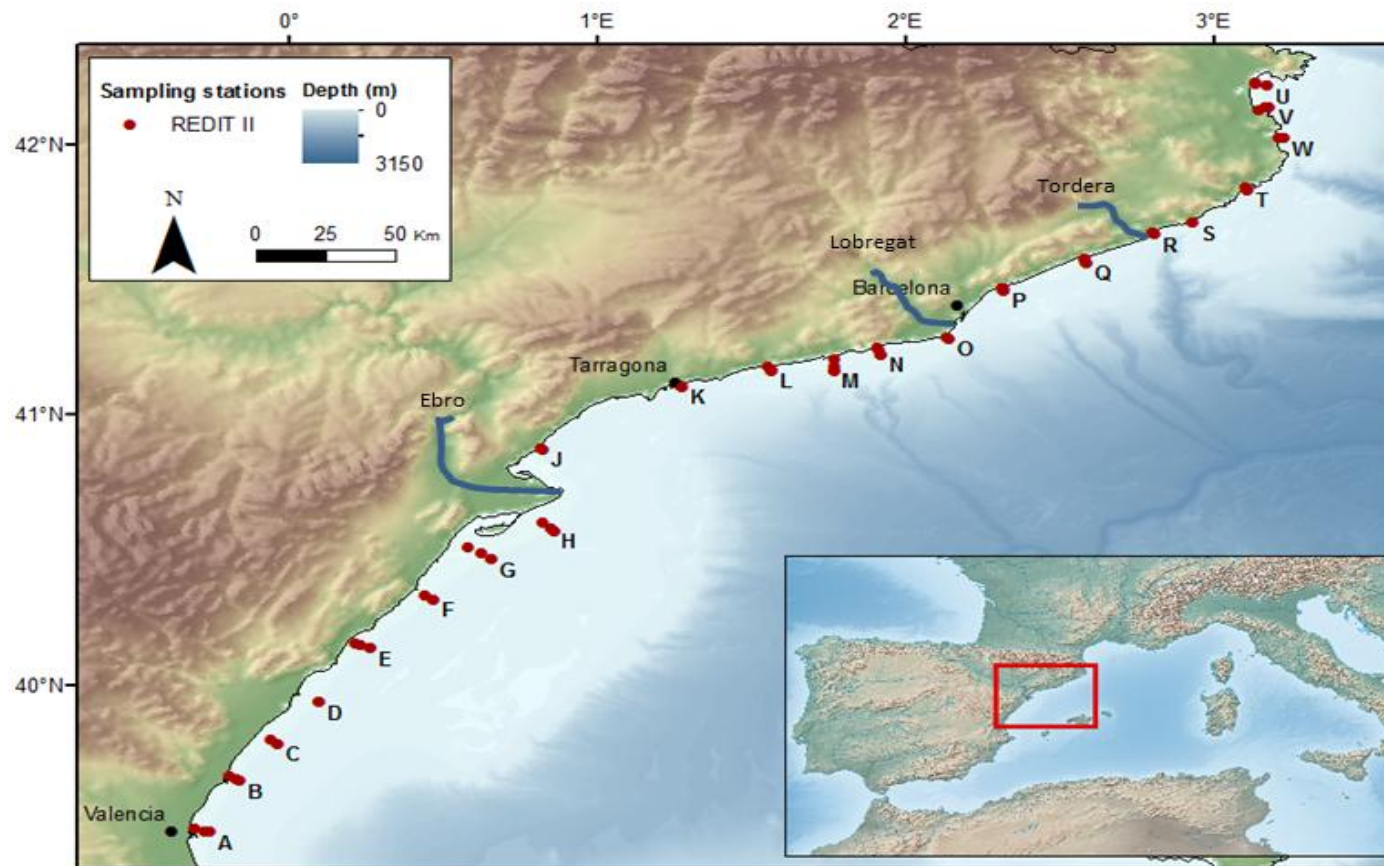 0° 1°E 2°E 3°E
Sampling stations Depth (m)
REDIT II
0
3150
N
0 25 50 Km
42°N
41°N
40°N
U
V
W
Tordera
T
S
R
Lobregat
Q
Barcelona
P
O
Tarragona
N
M
L
K
Ebro
J
H
G
F
E
D
C
B
Valencia
A